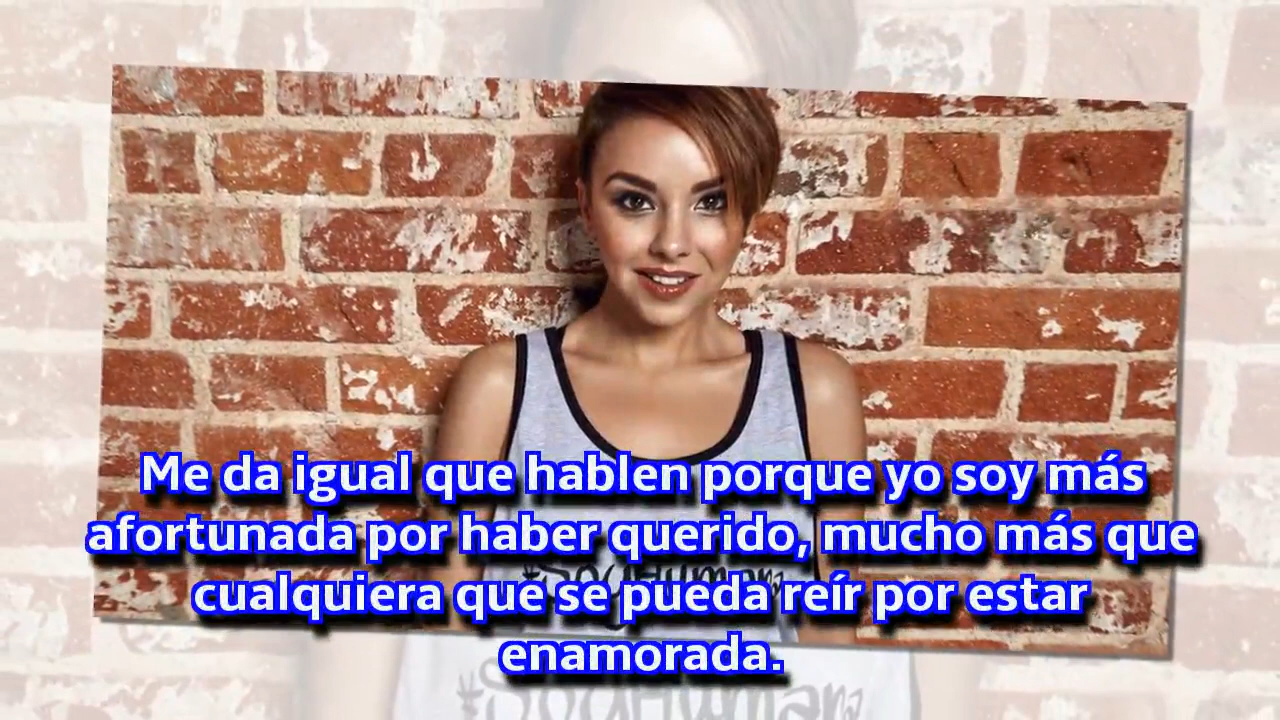 Me da igual que hablen porque yo soy más
afortunada por haber querido, mucho más que
cualquiera que se pueda reír por estar
enamorada.
#SoyHumana